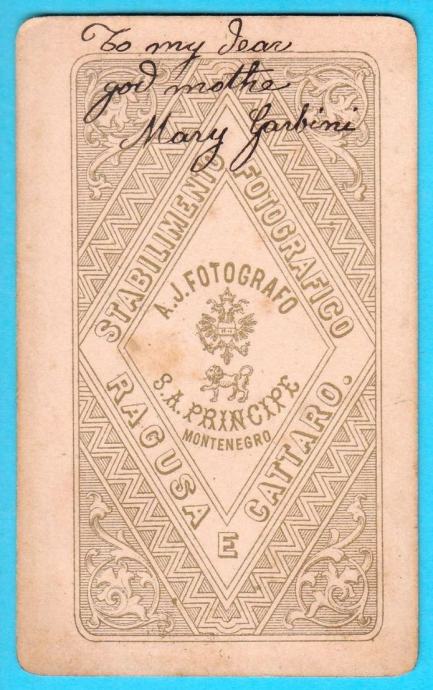 To my dear
god mothe
Mary Garbini
STABILIMENTO FOTOGRAFICO
A.J. FOTOGRAFO
S.A. PRINCIPE
MONTENEGRO
RAGUSA E CATTARO.